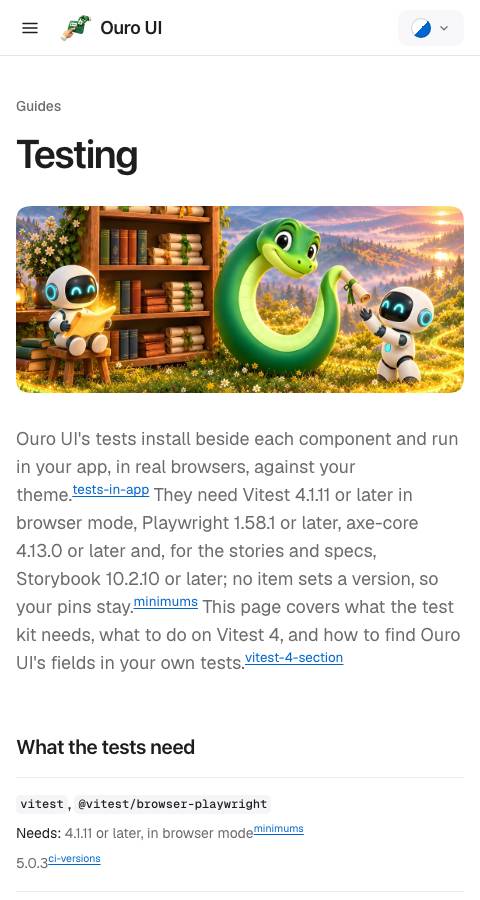 Ouro UI
Guides
Testing
Ouro UI's tests install beside each component and run
in your app, in real browsers, against your
theme.tests-in-app They need Vitest 4.1.11 or later in
browser mode, Playwright 1.58.1 or later, axe-core
4.13.0 or later and, for the stories and specs,
Storybook 10.2.10 or later; no item sets a version, so
your pins stay.minimums This page covers what the test
kit needs, what to do on Vitest 4, and how to find Ouro
UI's fields in your own tests.vitest-4-section
What the tests need
vitest, @vitest/browser-playwright
Needs: 4.1.11 or later, in browser modeminimums
5.0.3ci-versions